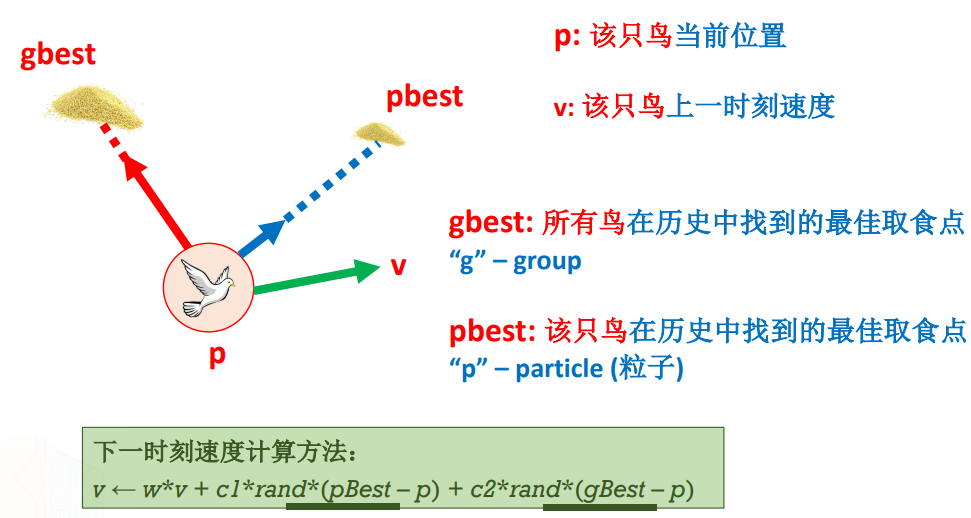 gbest
pbest
v
p
p: 该只鸟当前位置
v: 该只鸟上一时刻速度
gbest: 所有鸟在历史中找到的最佳取食点
“g” – group
pbest: 该只鸟在历史中找到的最佳取食点
“p” – particle (粒子)
下一时刻速度计算方法：
v ← w*v + c1*rand*(pBest – p) + c2*rand*(gBest – p)